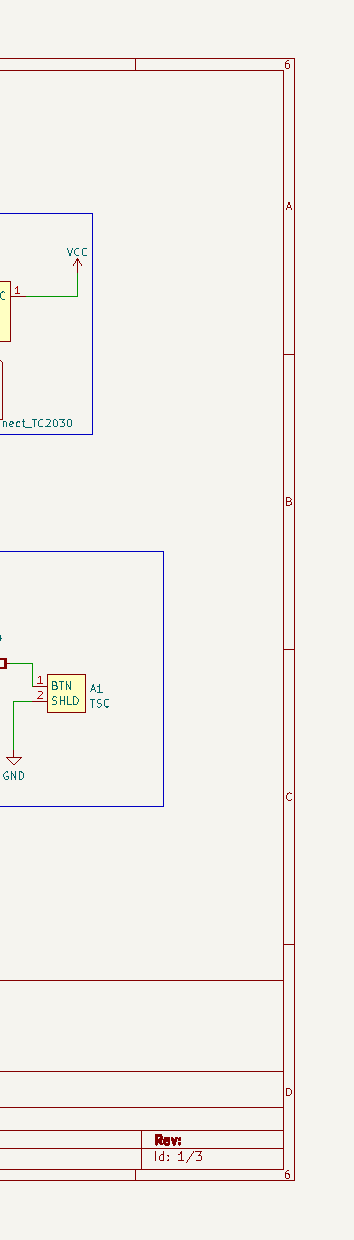 6
A
VCC
C
1
nect_TC2030
B
1
BTN
A1
2
SHLD
TSC
GND
C
D
Rev:
Id: 1/3
6